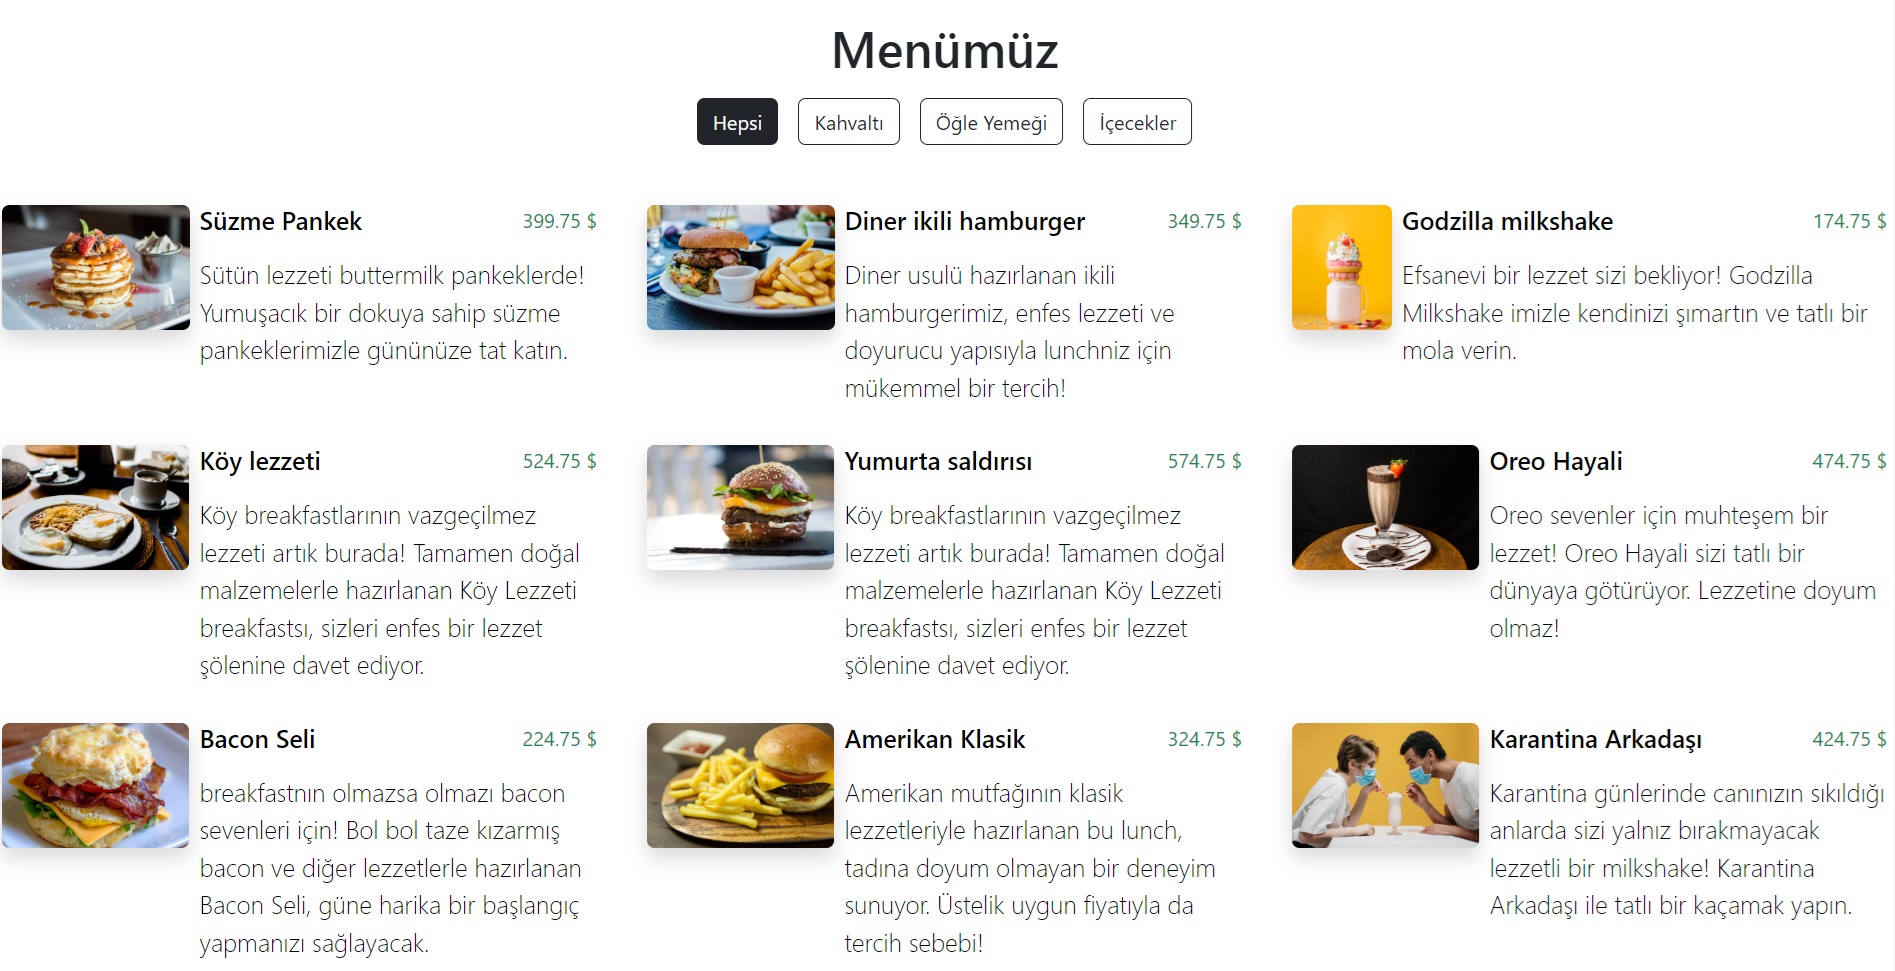 Menümüz
Hepsi
Kahvaltı
Öğle Yemeği
İçecekler
Süzme Pankek
399.75 $
Sütün lezzeti buttermilk pankeklerde!
Yumuşacık bir dokuya sahip süzme
pankeklerimizle gününüze tat katın.
Diner ikili hamburger
349.75 $
Diner usulü hazırlanan ikili
hamburgerimiz, enfes lezzeti ve
doyurucu yapısıyla lunchniz için
mükemmel bir tercih!
Godzilla milkshake
174.75 $
Efsanevi bir lezzet sizi bekliyor! Godzilla
Milkshake imizle kendinizi şımartın ve tatlı bir
mola verin.
Köy lezzeti
524.75 $
Köy breakfastlarının vazgeçilmez
lezzeti artık burada! Tamamen doğal
malzemelerle hazırlanan Köy Lezzeti
breakfastsı, sizleri enfes bir lezzet
şölenine davet ediyor.
Yumurta saldırısı
574.75 $
Köy breakfastlarının vazgeçilmez
lezzeti artık burada! Tamamen doğal
malzemelerle hazırlanan Köy Lezzeti
breakfastsı, sizleri enfes bir lezzet
şölenine davet ediyor.
Oreo Hayali
474.75 $
Oreo sevenler için muhteşem bir
lezzet! Oreo Hayali sizi tatlı bir
dünyaya götürüyor. Lezzetine doyum
olmaz!
Bacon Seli
224.75 $
breakfastnın olmazsa olmazı bacon
sevenleri için! Bol bol taze kızarmış
bacon ve diğer lezzetlerle hazırlanan
Bacon Seli, güne harika bir başlangıç
yapmanızı sağlayacak.
Amerikan Klasik
324.75 $
Amerikan mutfağının klasik
lezzetleriyle hazırlanan bu lunch,
tadına doyum olmayan bir deneyim
sunuyor. Üstelik uygun fiyatıyla da
tercih sebebi!
Karantina Arkadaşı
424.75 $
Karantina günlerinde canınızın sıkıldığı
anlarda sizi yalnız bırakmayacak
lezzetli bir milkshake! Karantina
Arkadaşı ile tatlı bir kaçamak yapın.